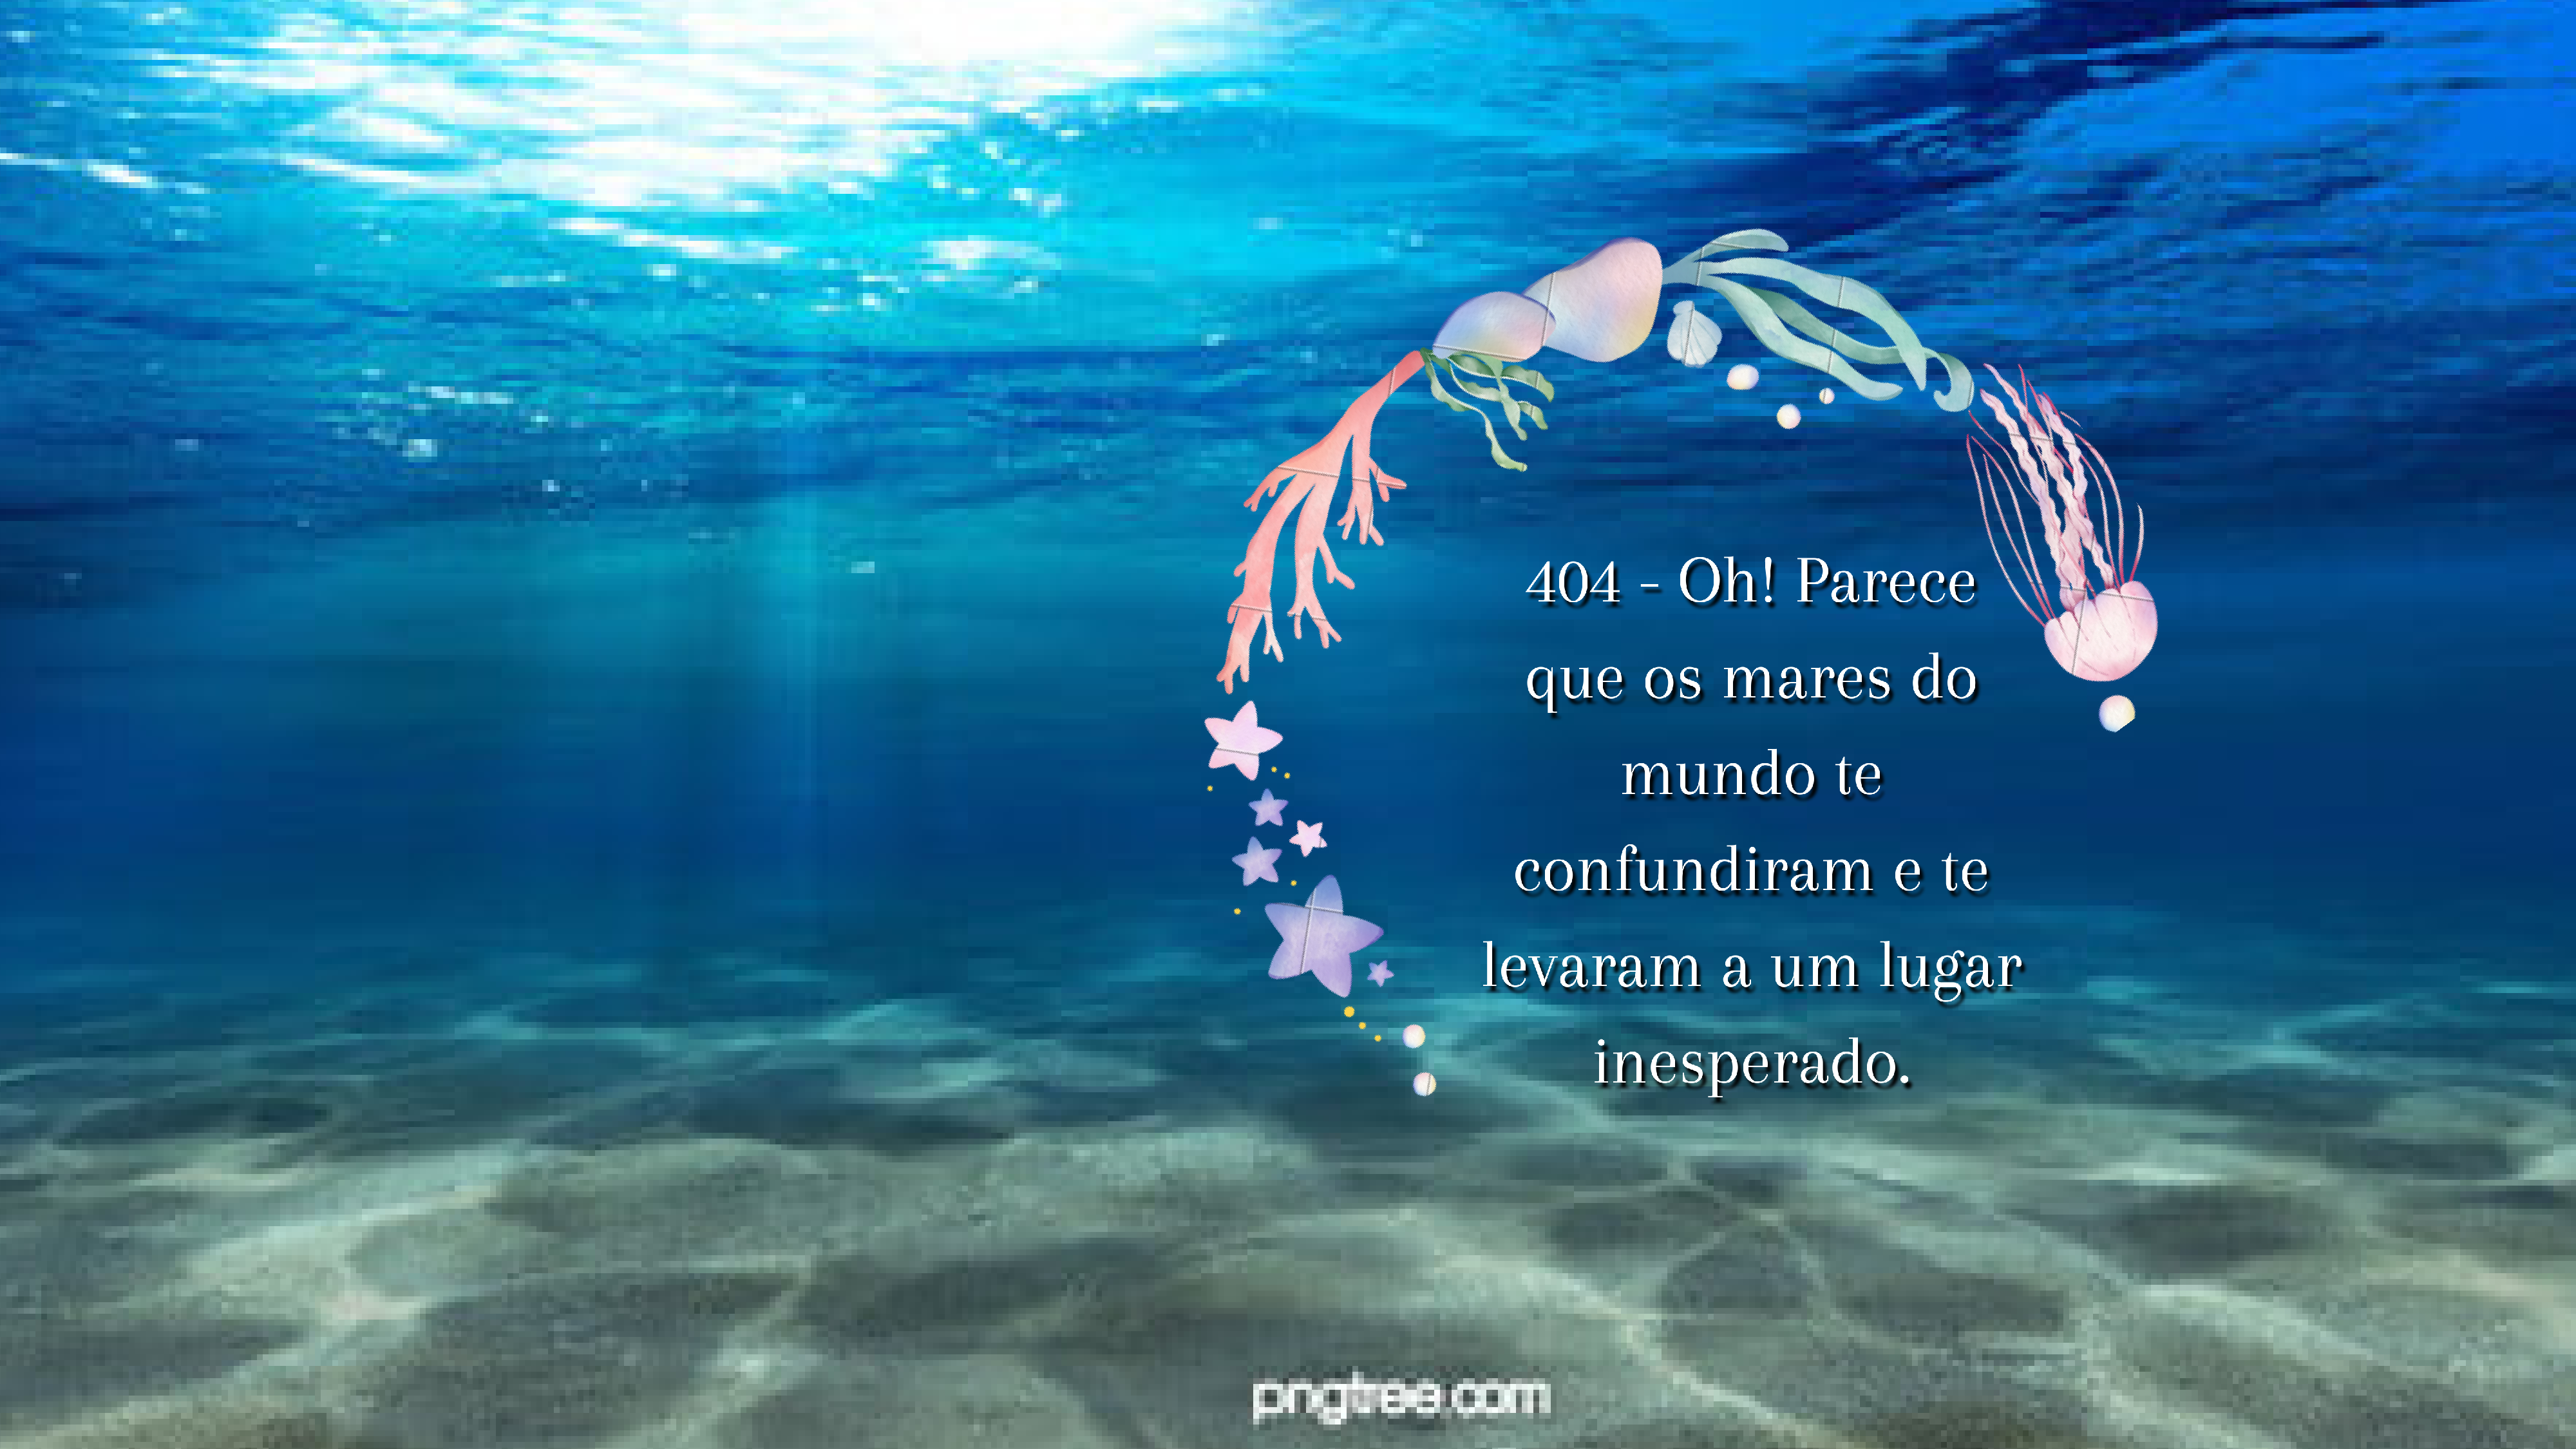 404 - Oh! Parece
que os mares do
mundo te
confundiram e te
levaram a um lugar
inesperado.
pngtree.com